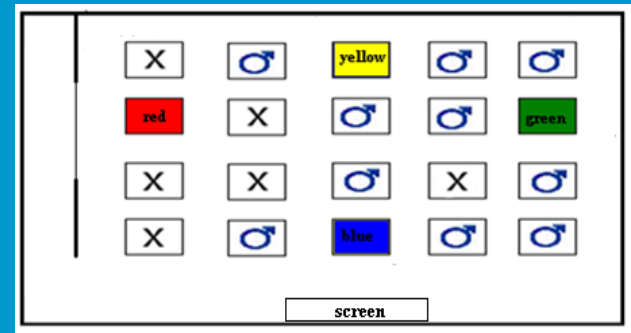 X yellow
red X green
X X X
X blue
screen